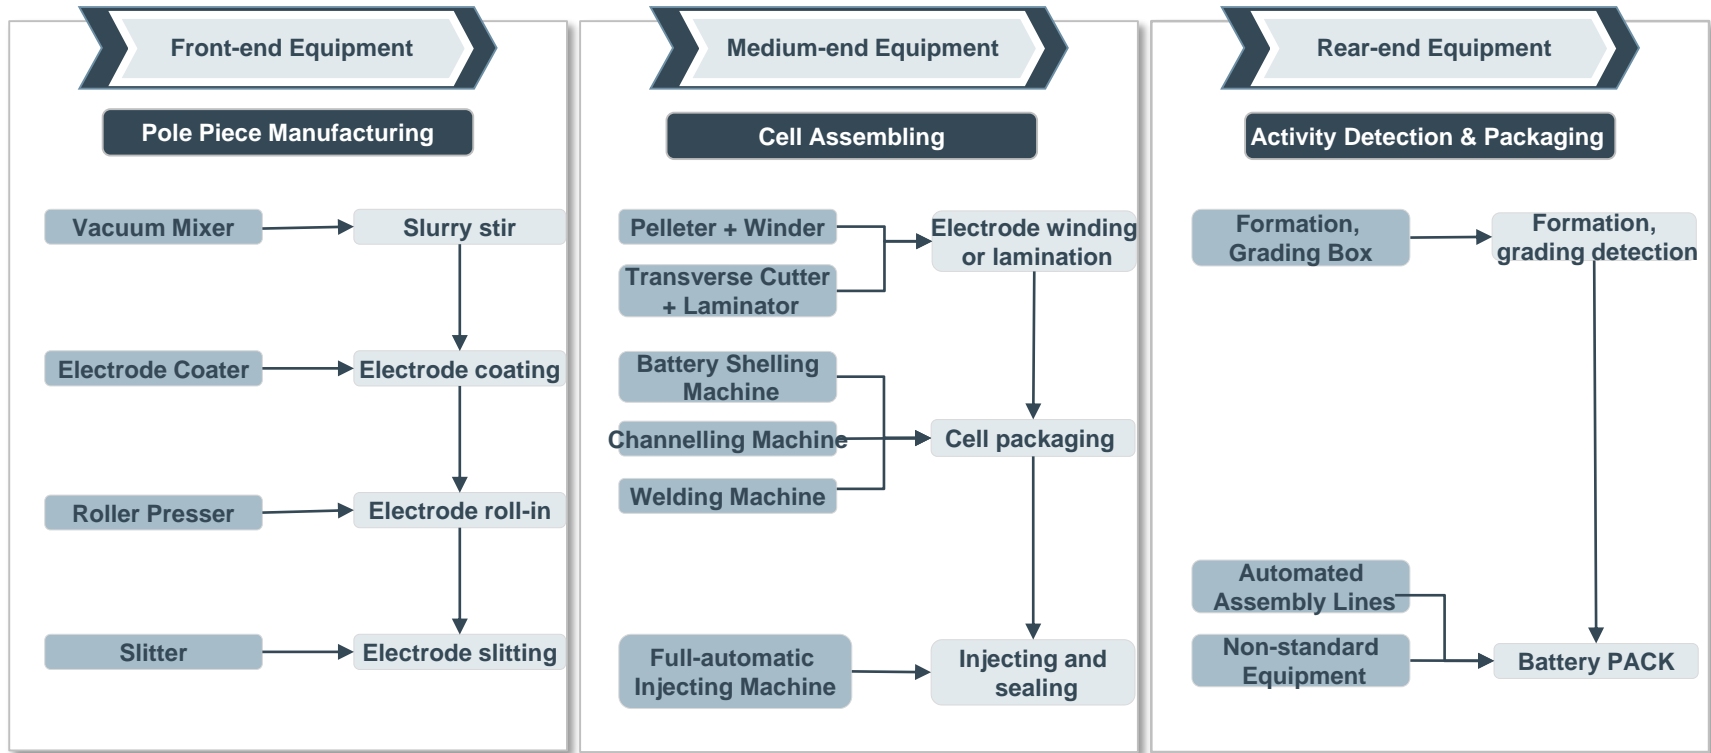 Front-end Equipment
Pole Piece Manufacturing
Vacuum Mixer
Slurry stir
Electrode Coater
Electrode coating
Roller Presser
Electrode roll-in
Slitter
Electrode slitting
Medium-end Equipment
Cell Assembling
Pelleter + Winder
Transverse Cutter
+ Laminator
Electrode winding
or lamination
Battery Shelling
Machine
Channelling Machine
Welding Machine
Cell packaging
Full-automatic
Injecting Machine
Injecting and
sealing
Rear-end Equipment
Activity Detection & Packaging
Formation,
Grading Box
Formation,
grading detection
Automated
Assembly Lines
Non-standard
Equipment
Battery PACK